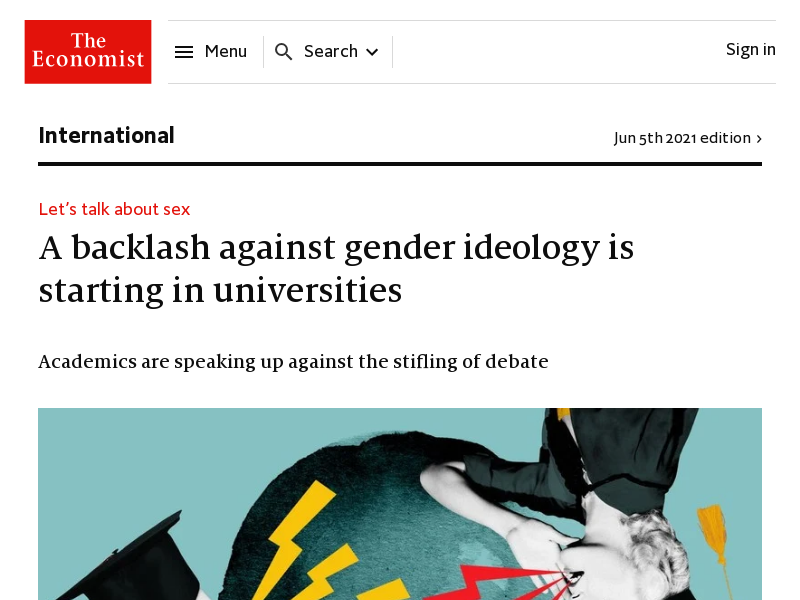 The
Economist
Menu
Search
Sign in
International
Jun 5th 2021 edition ›
Let's talk about sex
A backlash against gender ideology is
starting in universities
Academics are speaking up against the stifling of debate